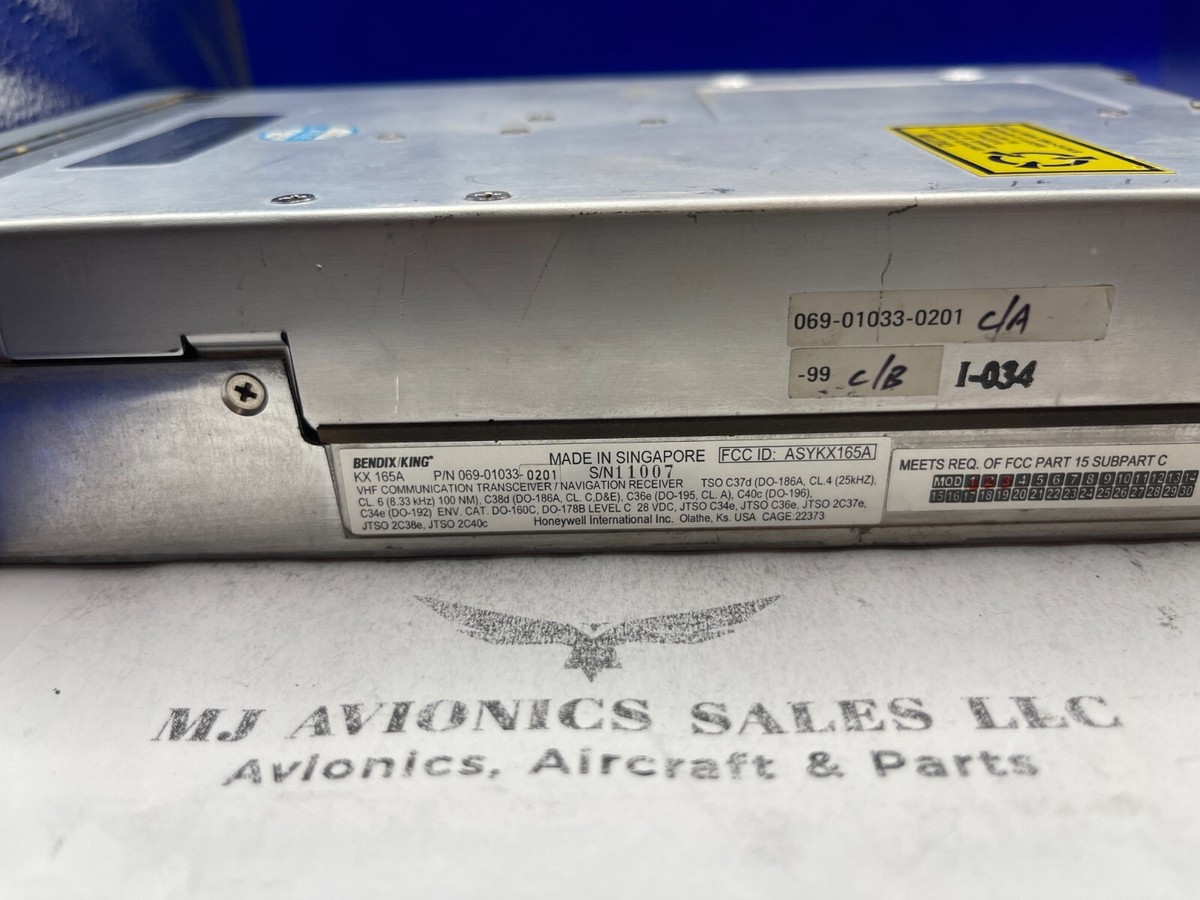 069-01033-0201 C/A
-99 C/B I-034
BENDIX/KING® MADE IN SINGAPORE FCC ID: ASYKX165A
KX 165A P/N 069-01033-0201 S/N11007
VHF COMMUNICATION TRANSCEIVER / NAVIGATION RECEIVER TSO C37d (DO-186A, CL.4 (25kHZ),
CL. 6 (8.33 kHz) 100 NM), C38d (DO-186A, CL. C,D&E), C36e (DO-195, CL. A), C40c (DO-196),
C34e (DO-192) ENV. CAT. DO-160C, DO-178B LEVEL C 28 VDC, JTSO C34e, JTSO C36e, JTSO 2C37e,
JTSO 2C38e, JTSO 2C40c Honeywell International Inc. Olathe, Ks. USA CAGE:22373
MEETS REQ. OF FCC PART 15 SUBPART C
MOD 1 2 3 4 5 6 7 8 9 10 11 12 13 14
15 16 17 18 19 20 21 22 23 24 25 26 27 28 29 30
MJ AVIONICS SALES LLC
Avionics, Aircraft & Parts